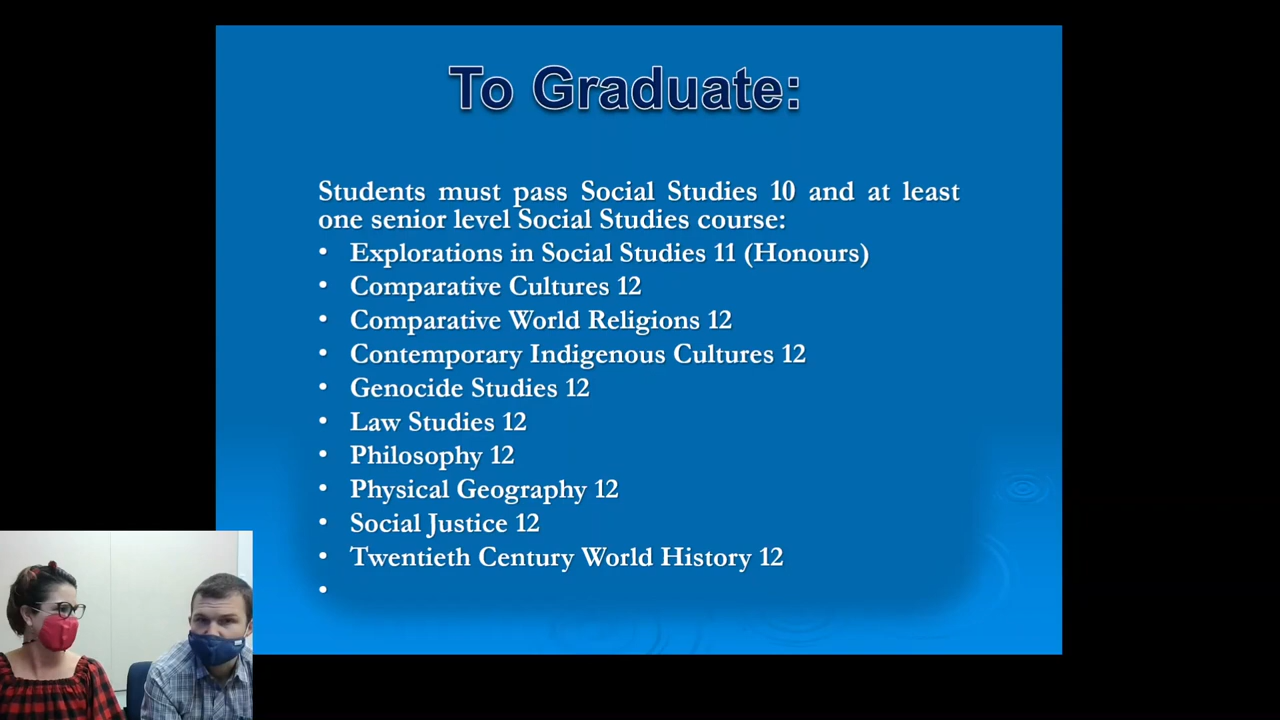 To Graduate:
Students must pass Social Studies 10 and at least
one senior level Social Studies course:
• Explorations in Social Studies 11 (Honours)
• Comparative Cultures 12
• Comparative World Religions 12
• Contemporary Indigenous Cultures 12
• Genocide Studies 12
• Law Studies 12
• Philosophy 12
• Physical Geography 12
• Social Justice 12
• Twentieth Century World History 12
•